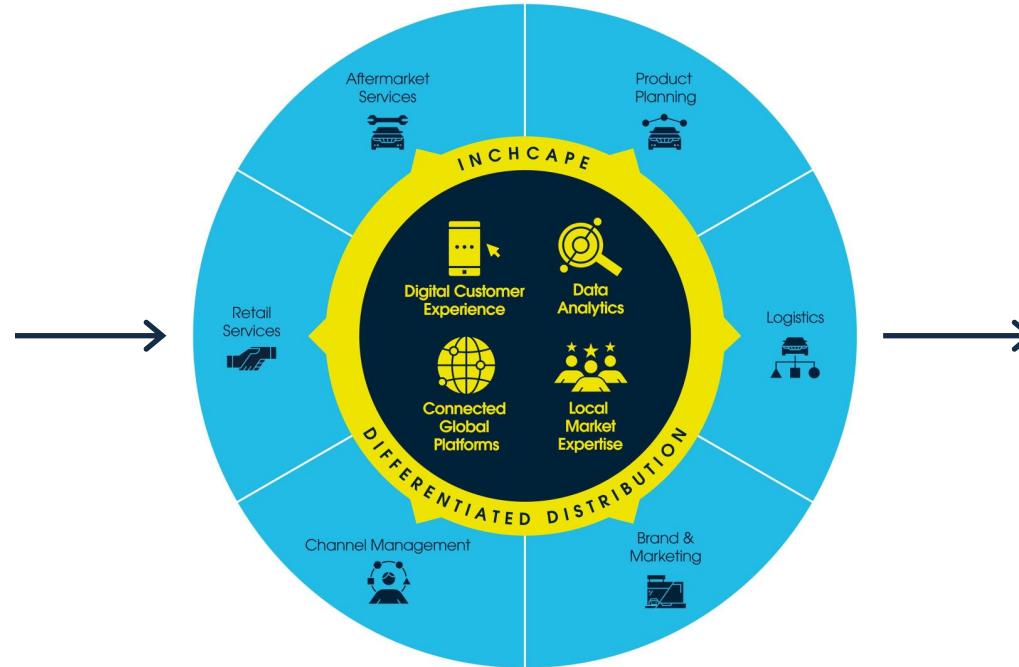 Aftermarket
Services
Product
Planning
INCHCAPE
Digital Customer
Experience
Data
Analytics
Retail
Services
Logistics
Connected
Global
Platforms
Local
Market
Expertise
DIFFERENTIATED DISTRIBUTION
Channel Management
Brand &
Marketing